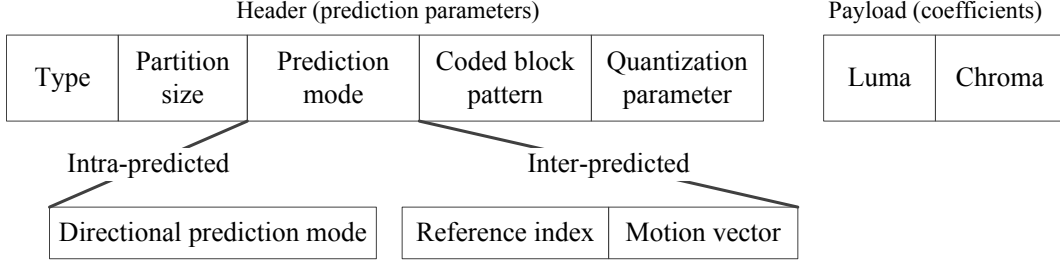 Header (prediction parameters)
Payload (coefficients)
Type
Partition
size
Prediction
mode
Coded block
pattern
Quantization
parameter
Luma
Chroma
Intra-predicted
Inter-predicted
Directional prediction mode
Reference index
Motion vector